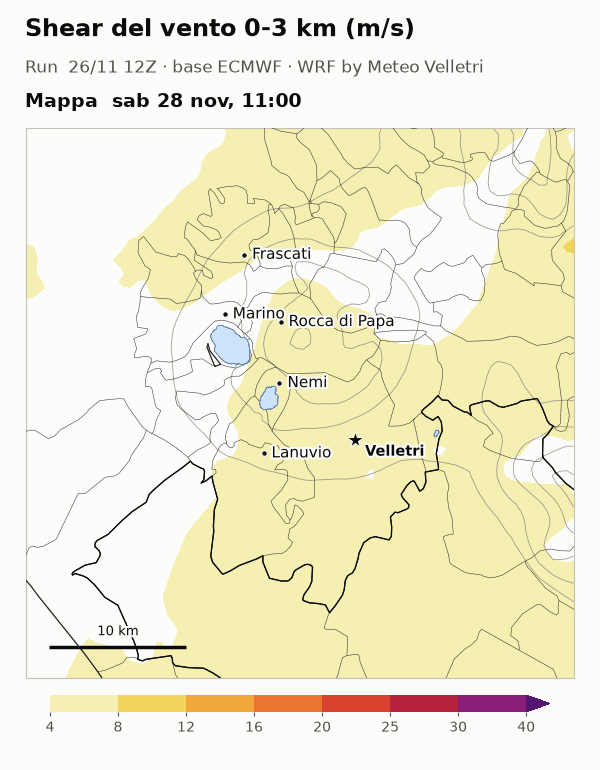 Shear del vento 0-3 km (m/s)
Run  26/11 12Z · base ECMWF · WRF by Meteo Velletri
Mappa  sab 28 nov, 11:00
Frascati
Marino
Rocca di Papa
Nemi
Velletri
Lanuvio
10 km
4 8 12 16 20 25 30 40